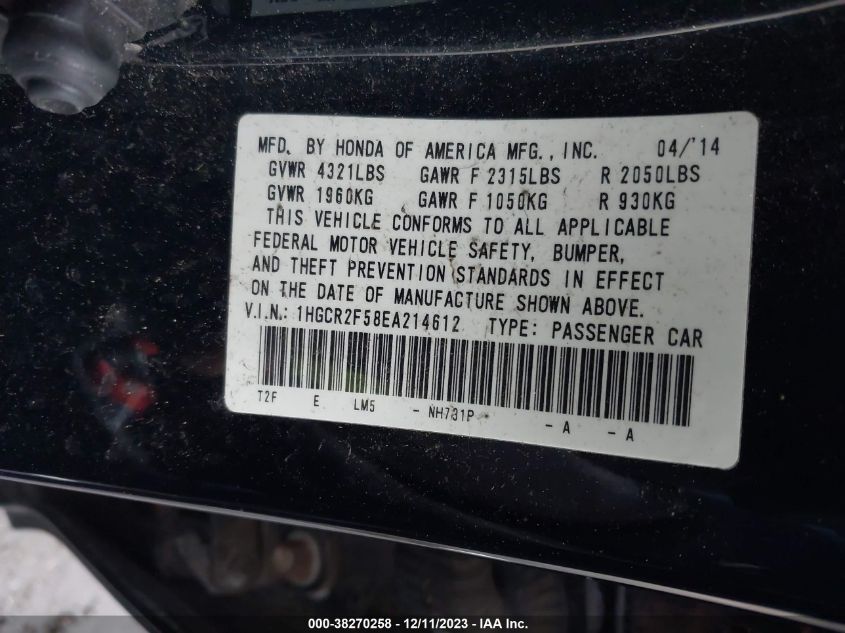 MFD. BY HONDA OF AMERICA MFG., INC. 04/'14
GVWR 4321LBS GAWR F 2315LBS R 2050LBS
GVWR 1960KG GAWR F 1050KG R 930KG
THIS VEHICLE CONFORMS TO ALL APPLICABLE
FEDERAL MOTOR VEHICLE SAFETY, BUMPER,
AND THEFT PREVENTION STANDARDS IN EFFECT
ON THE DATE OF MANUFACTURE SHOWN ABOVE.
V.I.N.: 1HGCR2F58EA214612 TYPE: PASSENGER CAR
T2F E LM5 - NH731P - A - A
000-38270258 - 12/11/2023 - IAA Inc.